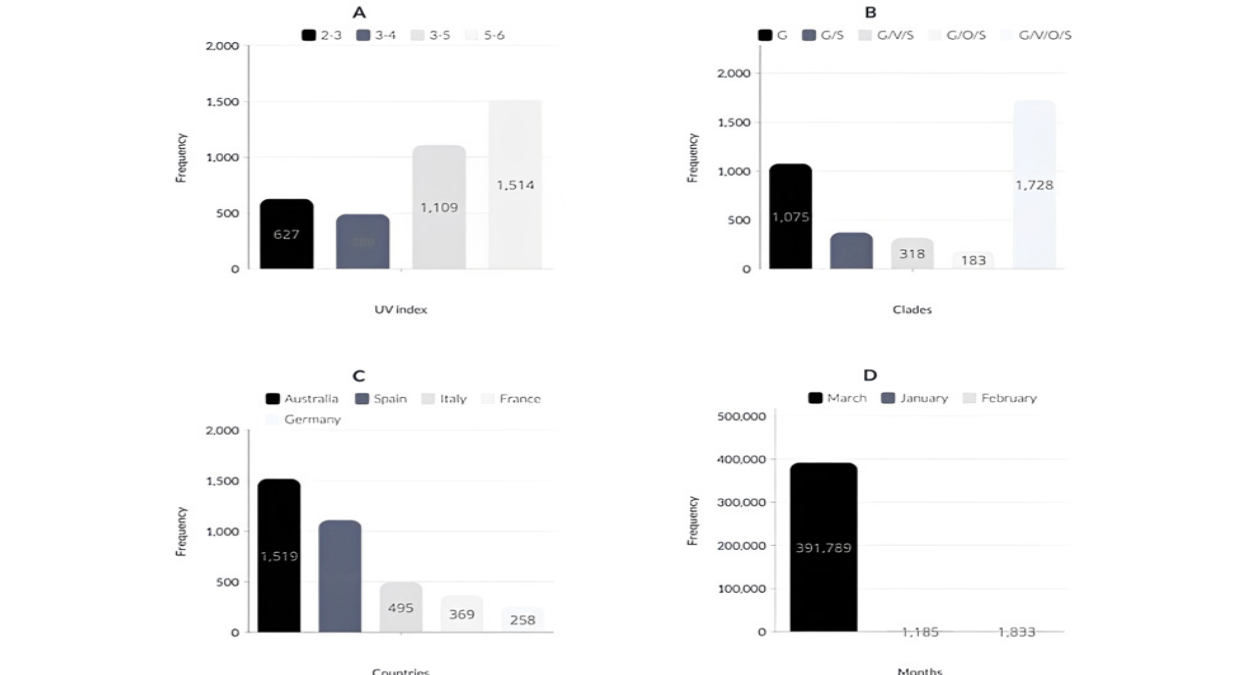 A
2-3 3-4 3-5 5-6
2,000
1,500
1,000
500
0
Frequency
627
1,109
1,514
UV index
B
G G/S G/V/S G/O/S G/V/O/S
2,000
1,500
1,000
500
0
Frequency
1,075
318
183
1,728
Clades
C
Australia Spain Italy France
Germany
2,000
1,500
1,000
500
0
Frequency
1,519
495
369
258
Countries
D
March January February
500,000
400,000
300,000
200,000
100,000
0
Frequency
391,789
1,185
1,833
Months